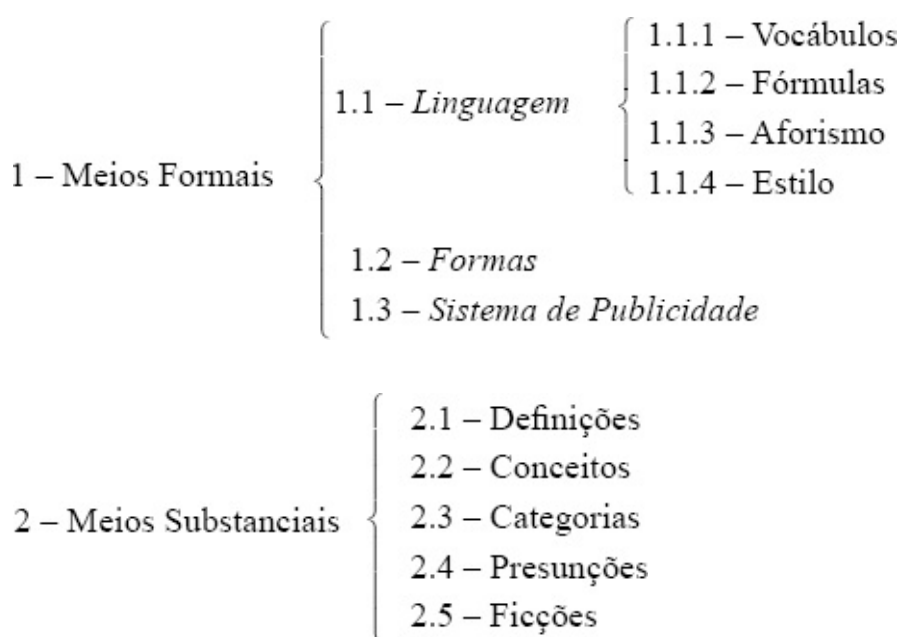 1 – Meios Formais
1.1 – Linguagem
1.1.1 – Vocábulos
1.1.2 – Fórmulas
1.1.3 – Aforismo
1.1.4 – Estilo
1.2 – Formas
1.3 – Sistema de Publicidade
2 – Meios Substanciais
2.1 – Definições
2.2 – Conceitos
2.3 – Categorias
2.4 – Presunções
2.5 – Ficções